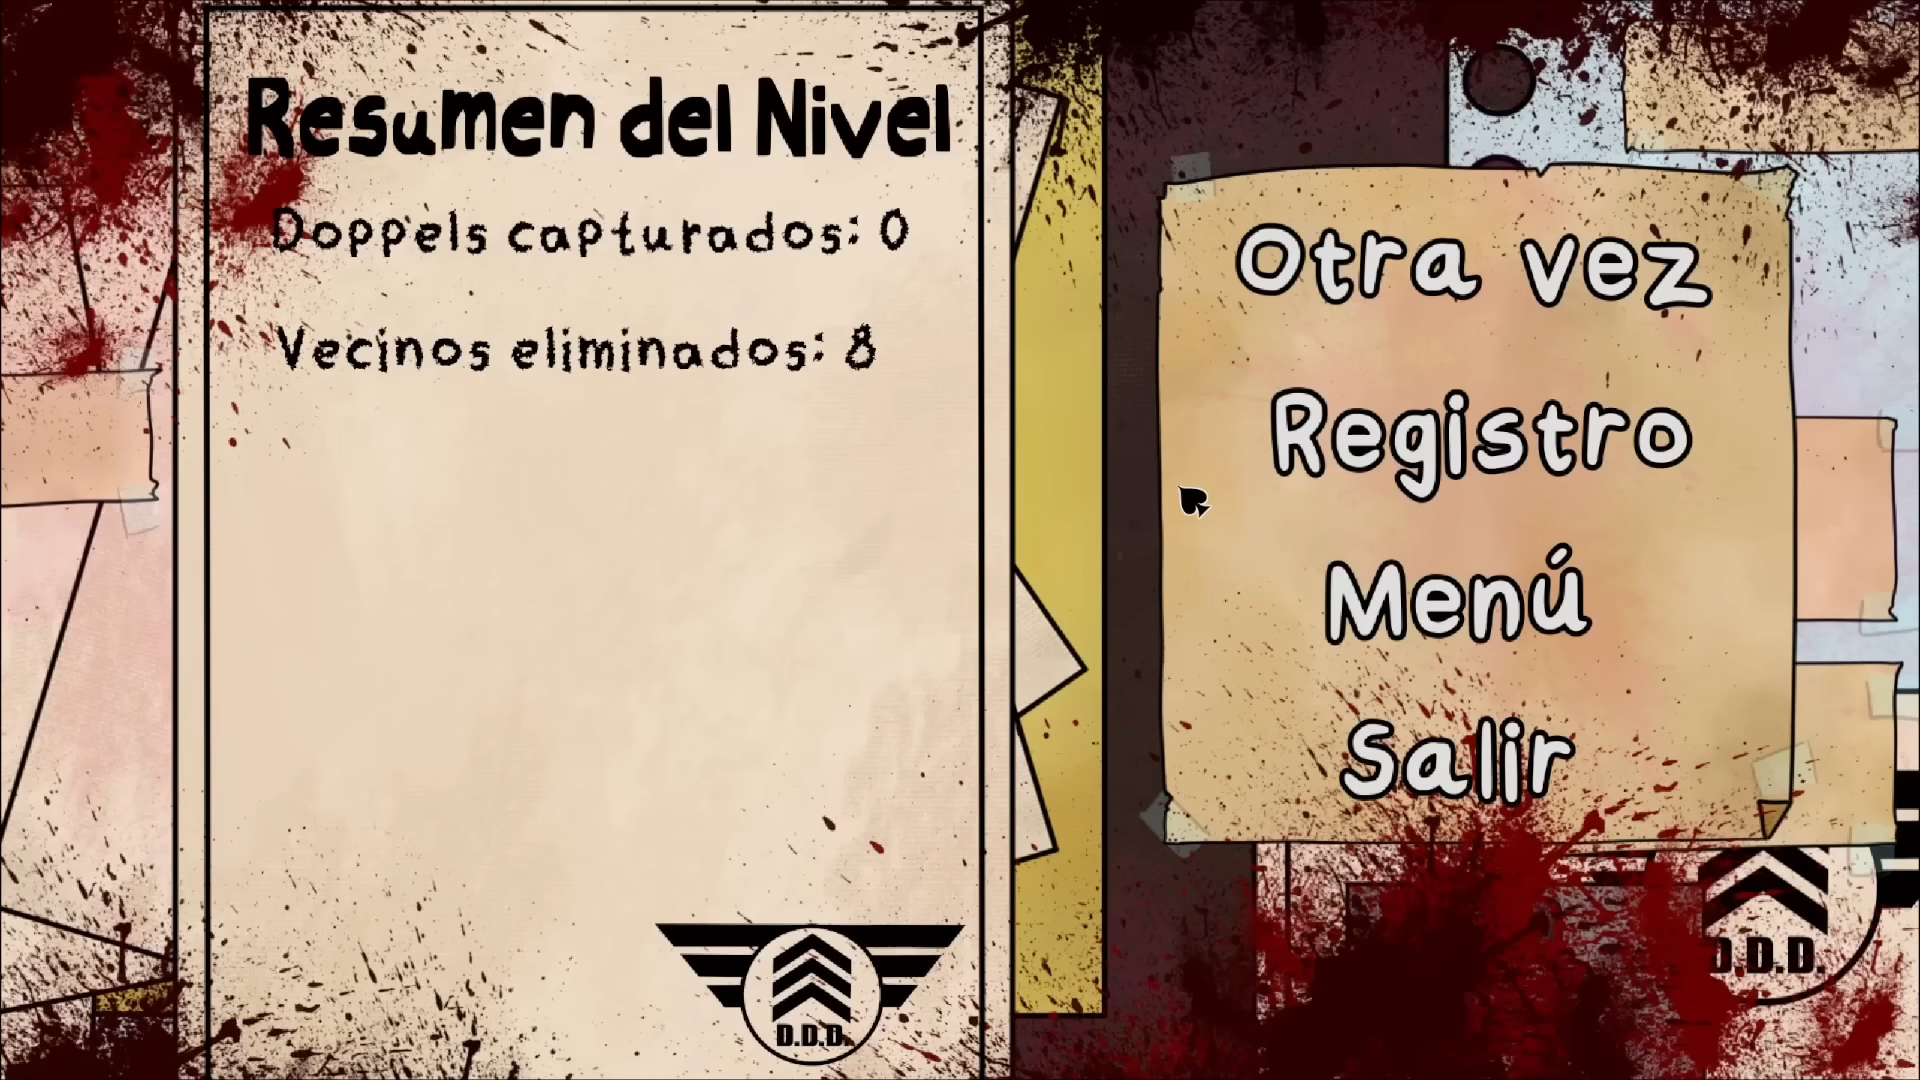 Resumen del Nivel
Doppels capturados: 0
Vecinos eliminados: 8
D.D.D.
Otra vez
Registro
Menú
Salir
D.D.D.